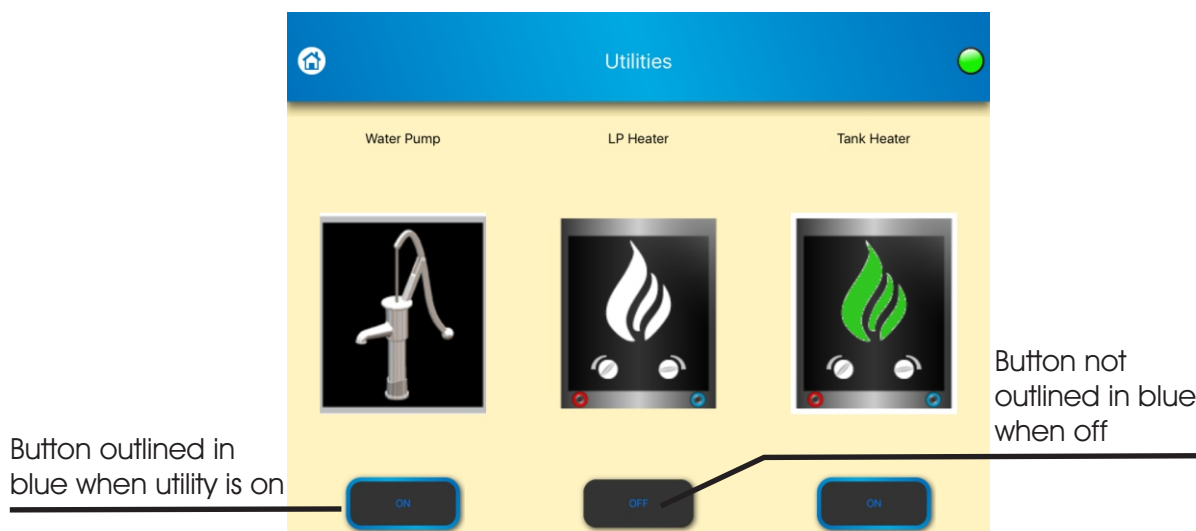 Utilities
Water Pump
LP Heater
Tank Heater
Button not
outlined in blue
when off
Button outlined in
blue when utility is on
ON
OFF
ON